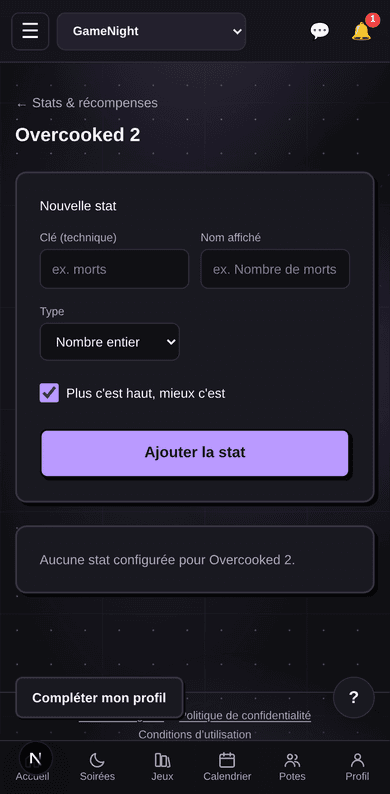 GameNight
1
← Stats & récompenses
Overcooked 2
Nouvelle stat
Clé (technique) Nom affiché
ex. morts ex. Nombre de morts
Type
Nombre entier
Plus c'est haut, mieux c'est
Ajouter la stat
Aucune stat configurée pour Overcooked 2.
Compléter mon profil
?
Politique de confidentialité
Conditions d'utilisation
N
Accueil Soirées Jeux Calendrier Potes Profil